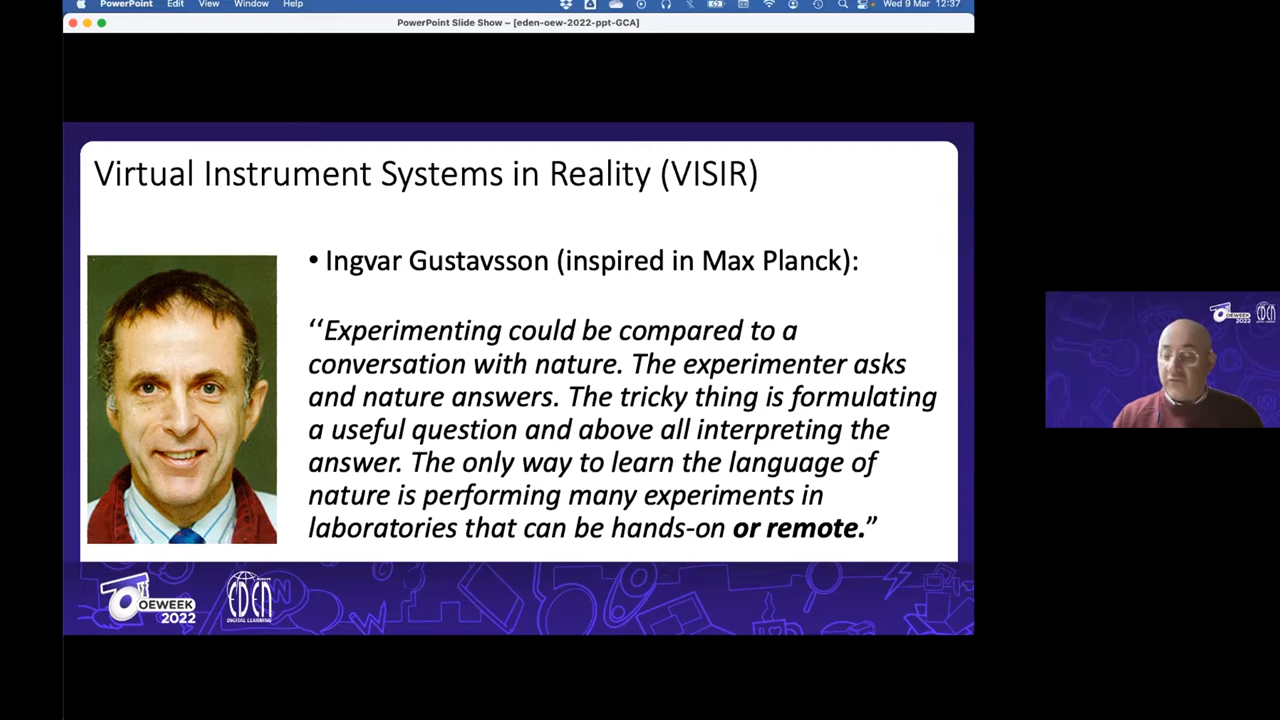 PowerPoint Edit View Window Help Wed 9 Mar 12:37
PowerPoint Slide Show – [eden-oew-2022-ppt-GCA]
Virtual Instrument Systems in Reality (VISIR)
• Ingvar Gustavsson (inspired in Max Planck):
‘‘Experimenting could be compared to a
conversation with nature. The experimenter asks
and nature answers. The tricky thing is formulating
a useful question and above all interpreting the
answer. The only way to learn the language of
nature is performing many experiments in
laboratories that can be hands-on or remote.”
OEWEEK
2022
EDEN
DIGITAL LEARNING
OEWEEK
2022
EDEN